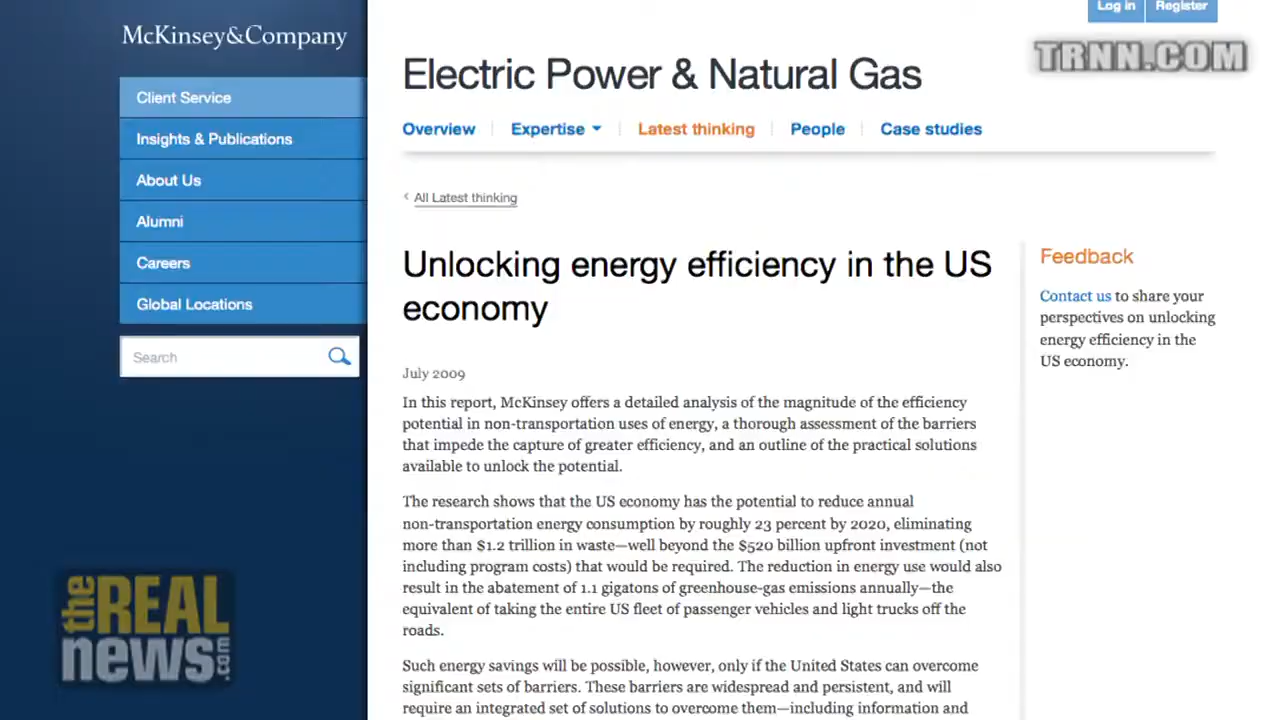 Log in
Register
McKinsey&Company
TRNN.COM
Electric Power & Natural Gas
Client Service
Overview
Expertise
Latest thinking
People
Case studies
Insights & Publications
About Us
All Latest thinking
Alumni
Careers
Global Locations
Search
Unlocking energy efficiency in the US
economy
July 2009
In this report, McKinsey offers a detailed analysis of the magnitude of the efficiency
potential in non-transportation uses of energy, a thorough assessment of the barriers
that impede the capture of greater efficiency, and an outline of the practical solutions
available to unlock the potential.
The research shows that the US economy has the potential to reduce annual
non-transportation energy consumption by roughly 23 percent by 2020, eliminating
more than $1.2 trillion in waste—well beyond the $520 billion upfront investment (not
including program costs) that would be required. The reduction in energy use would also
result in the abatement of 1.1 gigatons of greenhouse-gas emissions annually—the
equivalent of taking the entire US fleet of passenger vehicles and light trucks off the
roads.
Such energy savings will be possible, however, only if the United States can overcome
significant sets of barriers. These barriers are widespread and persistent, and will
require an integrated set of solutions to overcome them—including information and
Feedback
Contact us to share your
perspectives on unlocking
energy efficiency in the
US economy.
the REAL
news.com